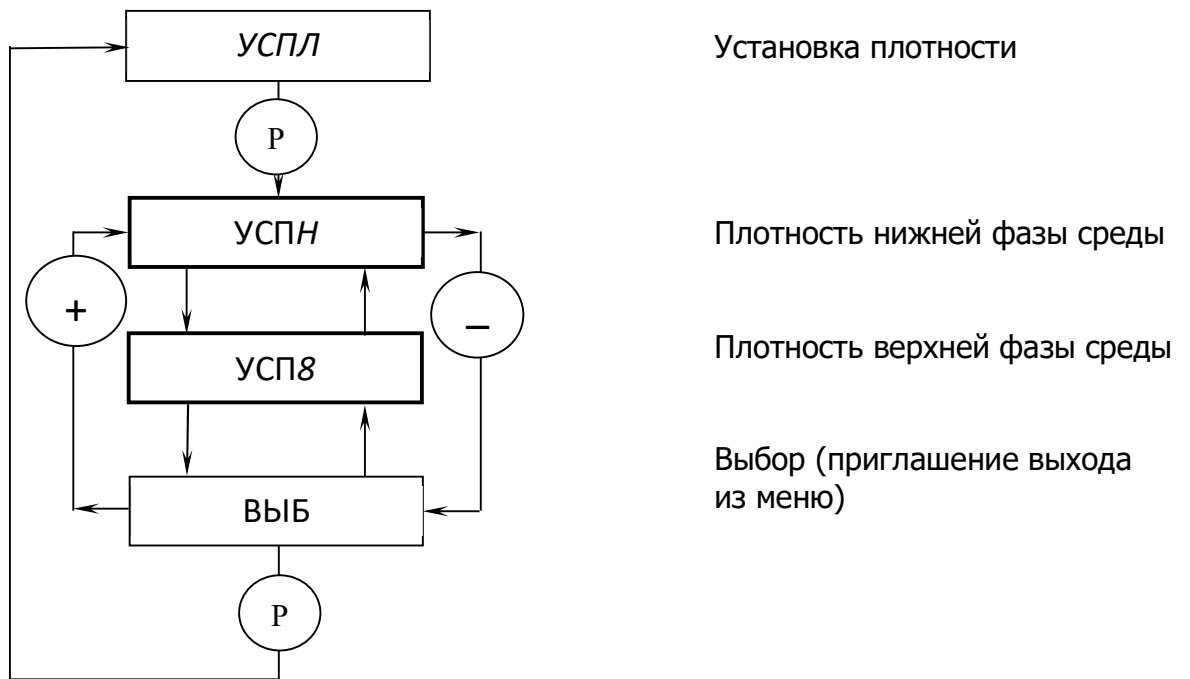 УСПЛ
Установка плотности
Р
УСПН
Плотность нижней фазы среды
+
–
УСП8
Плотность верхней фазы среды
Выбор (приглашение выхода
из меню)
ВЫБ
Р